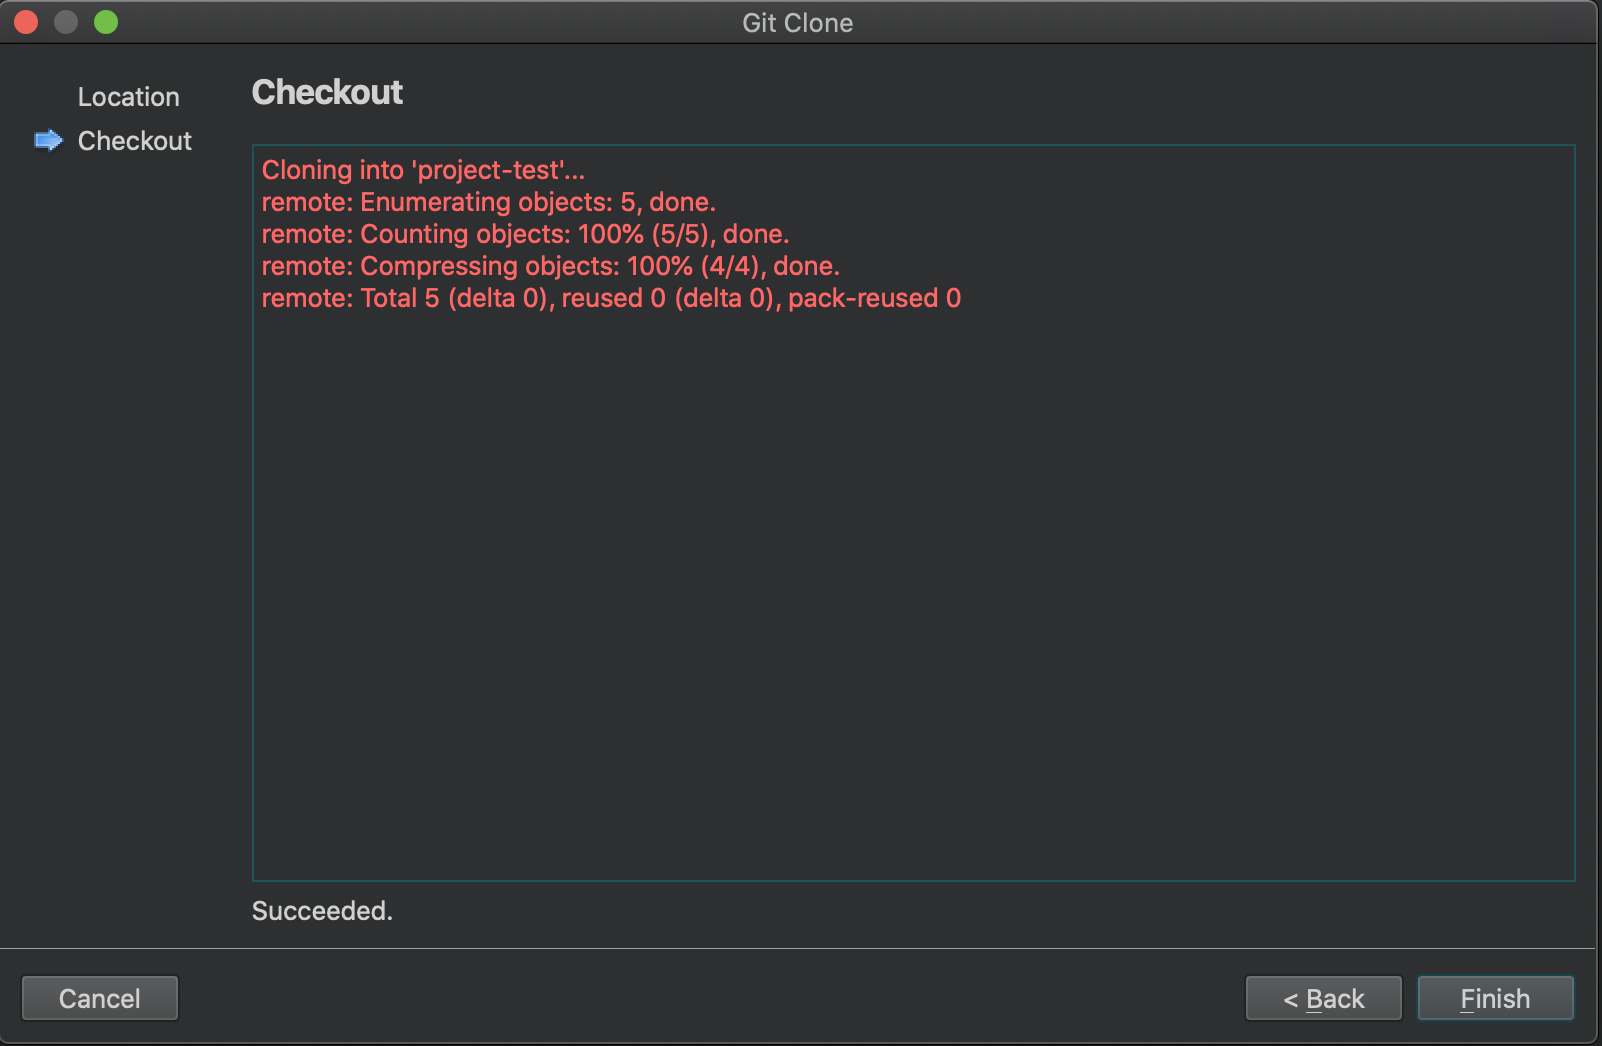 Git Clone
Location
Checkout
Checkout
Cloning into 'project-test'...
remote: Enumerating objects: 5, done.
remote: Counting objects: 100% (5/5), done.
remote: Compressing objects: 100% (4/4), done.
remote: Total 5 (delta 0), reused 0 (delta 0), pack-reused 0
Succeeded.
Cancel
< Back
Finish